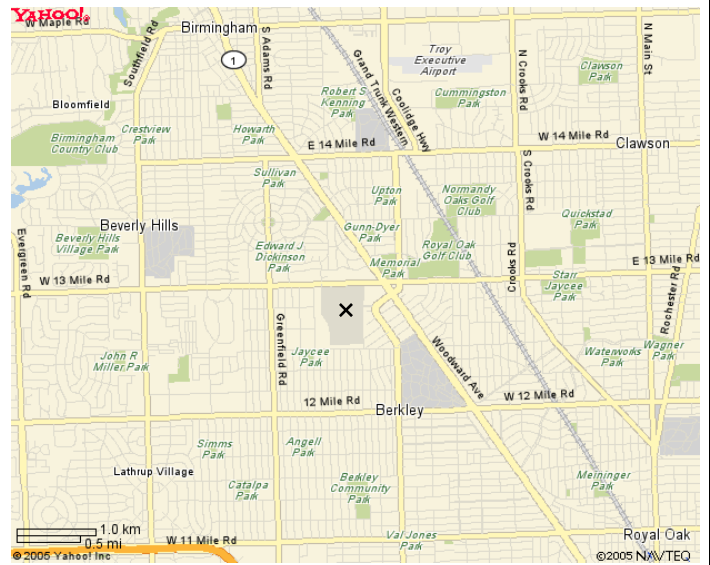 YAHOO!
W Maple Rd
Southfield Rd
Birmingham
S Adams Rd
1
Troy
Executive
Airport
N Crooks Rd
N Main St
Clawson
Park
Bloomfield
Robert S
Kenning
Park
Grand Trunk Western
Coolidge Hwy
Cummingston
Park
Birmingham
Country Club
Crestview
Park
Howarth
Park
E 14 Mile Rd
W 14 Mile Rd
Clawson
Sullivan
Park
Upton
Park
Normandy
Oaks Golf
Club
S Crooks Rd
Quickstad
Park
Beverly Hills
Beverly Hills
Village Park
Evergreen Rd
Edward J
Dickinson
Park
Gunn-Dyer
Park
Memorial
Park
Royal Oak
Golf Club
Crooks Rd
E 13 Mile Rd
W 13 Mile Rd
Starr
Jaycee
Park
Rochester Rd
Greenfield Rd
John R
Miller Park
Jaycee
Park
Woodward Ave
Waterworks
Park
Wagner
Park
12 Mile Rd
Berkley
W 12 Mile Rd
Simms
Park
Angell
Park
Lathrup Village
Catalpa
Park
Berkley
Community
Park
Meininger
Park
1.0 km
0.5 mi
W 11 Mile Rd
Val Jones
Park
Royal Oak
© 2005 Yahoo! Inc
©2005 NAVTEQ